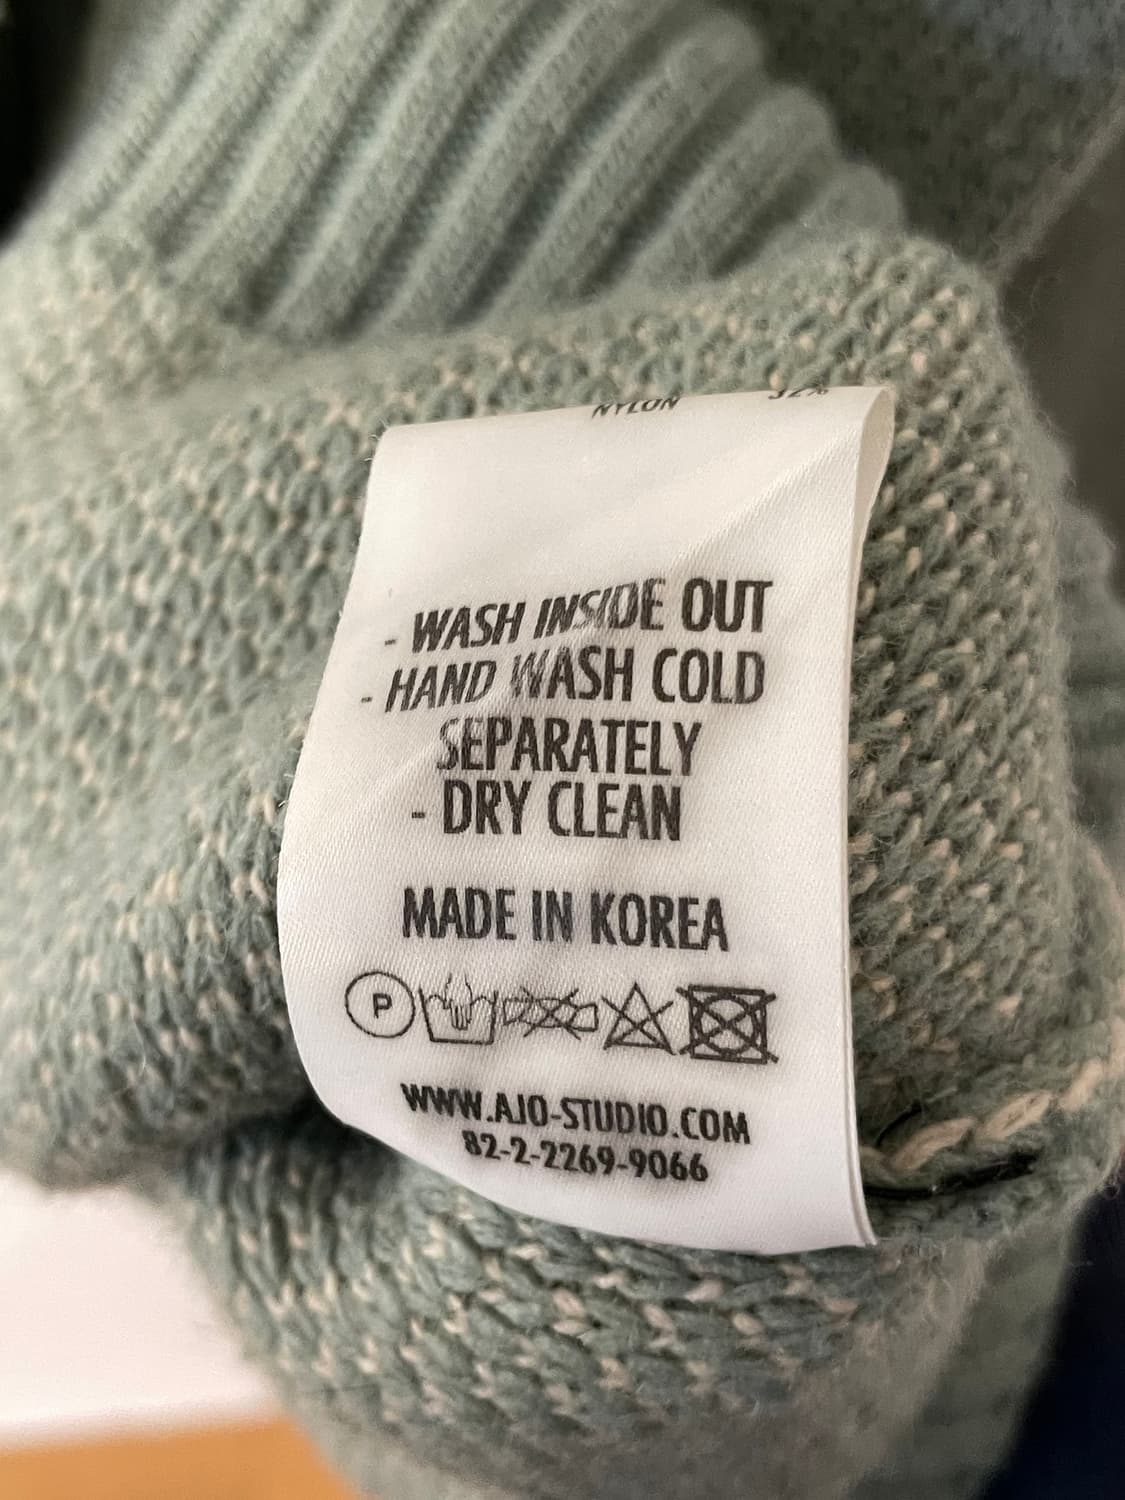 NYLON 32%
- WASH INSIDE OUT
- HAND WASH COLD
SEPARATELY
- DRY CLEAN
MADE IN KOREA
P
WWW.AJO-STUDIO.COM
82-2-2269-9066